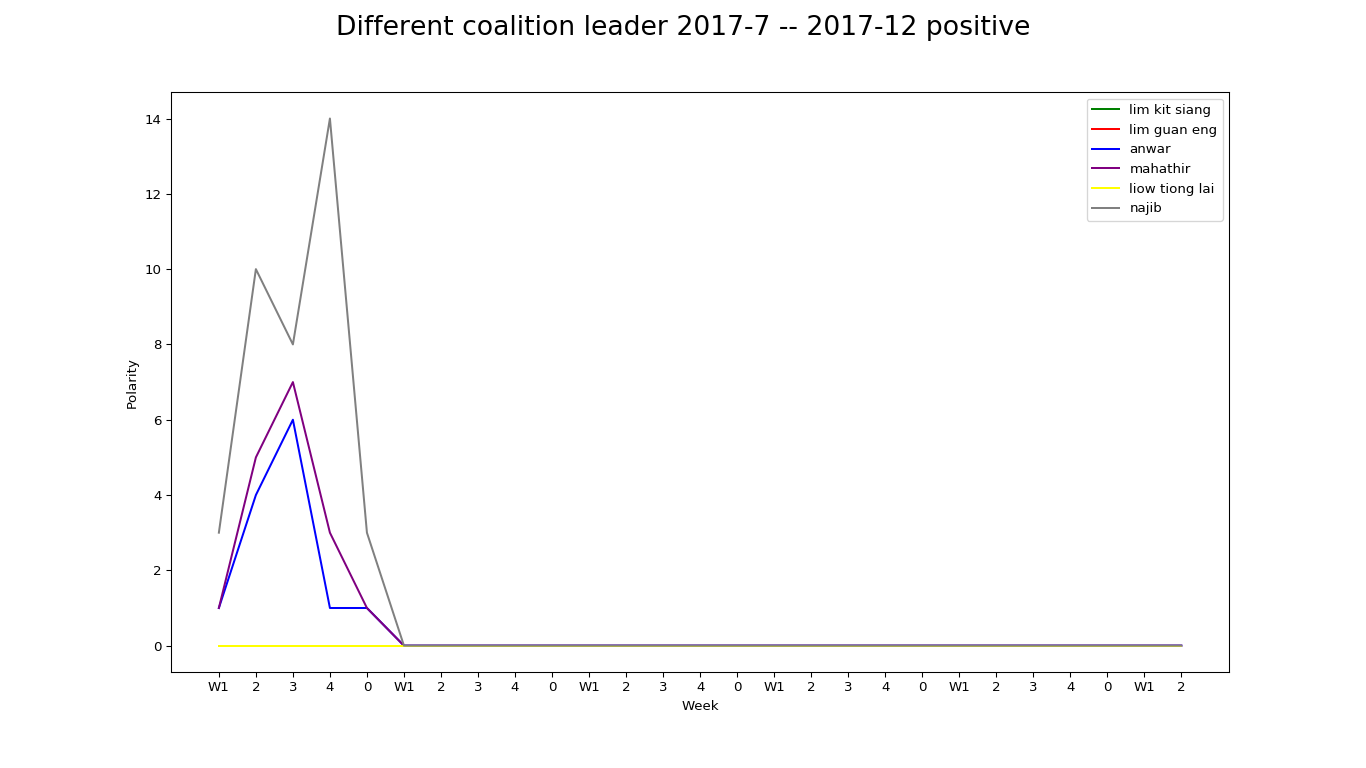 Different coalition leader 2017-7 -- 2017-12 positive
lim kit siang
lim guan eng
anwar
mahathir
liow tiong lai
najib
14
12
10
8
6
4
2
0
Polarity
W1 2 3 4 0 W1 2 3 4 0 W1 2 3 4 0 W1 2 3 4 0 W1 2 3 4 0 W1 2
Week